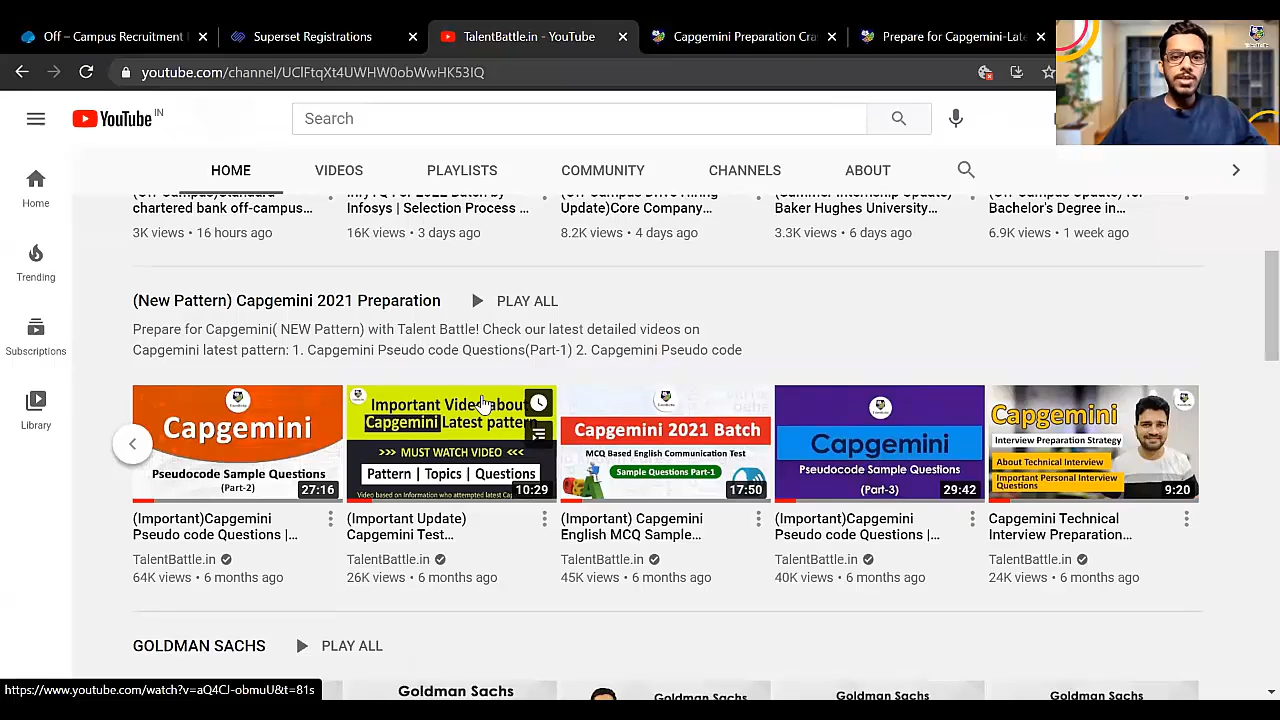 Off – Campus Recruitment
Superset Registrations
TalentBattle.in - YouTube
Capgemini Preparation Cra
Prepare for Capgemini-Late
youtube.com/channel/UClFtqXt4UWHW0obWwHK53IQ
YouTube IN
Search
HOME
VIDEOS
PLAYLISTS
COMMUNITY
CHANNELS
ABOUT
Home
Trending
Subscriptions
Library
chartered bank off-campus...
3K views • 16 hours ago
InfyTQ For 2022 Batch by
Infosys | Selection Process ...
16K views • 3 days ago
Update)Core Company...
8.2K views • 4 days ago
Baker Hughes University...
3.3K views • 6 days ago
Bachelor's Degree in...
6.9K views • 1 week ago
(New Pattern) Capgemini 2021 Preparation
PLAY ALL
Prepare for Capgemini( NEW Pattern) with Talent Battle! Check our latest detailed videos on
Capgemini latest pattern: 1. Capgemini Pseudo code Questions(Part-1) 2. Capgemini Pseudo code
Capgemini
Pseudocode Sample Questions
(Part-2)
27:16
(Important)Capgemini
Pseudo code Questions |...
TalentBattle.in
64K views • 6 months ago
Important Video about
Capgemini Latest pattern
>>> MUST WATCH VIDEO <<<
Pattern | Topics | Questions
Video based on Information who attempted latest
10:29
(Important Update)
Capgemini Test...
TalentBattle.in
26K views • 6 months ago
Capgemini 2021 Batch
MCQ Based English Communication Test
Sample Questions Part-1
17:50
(Important) Capgemini
English MCQ Sample...
TalentBattle.in
45K views • 6 months ago
Capgemini
Pseudocode Sample Questions
(Part-3)
29:42
(Important)Capgemini
Pseudo code Questions |...
TalentBattle.in
40K views • 6 months ago
Capgemini
Interview Preparation Strategy
About Technical Interview
Important Personal Interview
Questions
9:20
Capgemini Technical
Interview Preparation...
TalentBattle.in
24K views • 6 months ago
GOLDMAN SACHS
PLAY ALL
Goldman Sachs
Goldman Sachs
Goldman Sachs
Goldman Sachs
https://www.youtube.com/watch?v=aQ4CJ-obmuU&t=81s